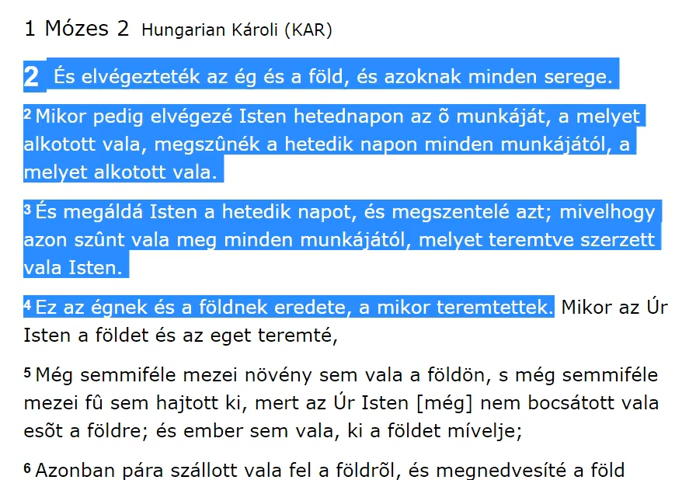 1 Mózes 2 Hungarian Károli (KAR)
2 És elvégezteték az ég és a föld, és azoknak minden serege.
2 Mikor pedig elvégezé Isten hetednapon az õ munkáját, a melyet
alkotott vala, megszûnék a hetedik napon minden munkájától, a
melyet alkotott vala.
3 És megáldá Isten a hetedik napot, és megszentelé azt; mivelhogy
azon szûnt vala meg minden munkájától, melyet teremtve szerzett
vala Isten.
4 Ez az égnek és a földnek eredete, a mikor teremtettek. Mikor az Úr
Isten a földet és az eget teremté,
5 Még semmiféle mezei növény sem vala a földön, s még semmiféle
mezei fû sem hajtott ki, mert az Úr Isten [még] nem bocsátott vala
esõt a földre; és ember sem vala, ki a földet mívelje;
6 Azonban pára szállott vala fel a földrõl, és megnedvesíté a föld